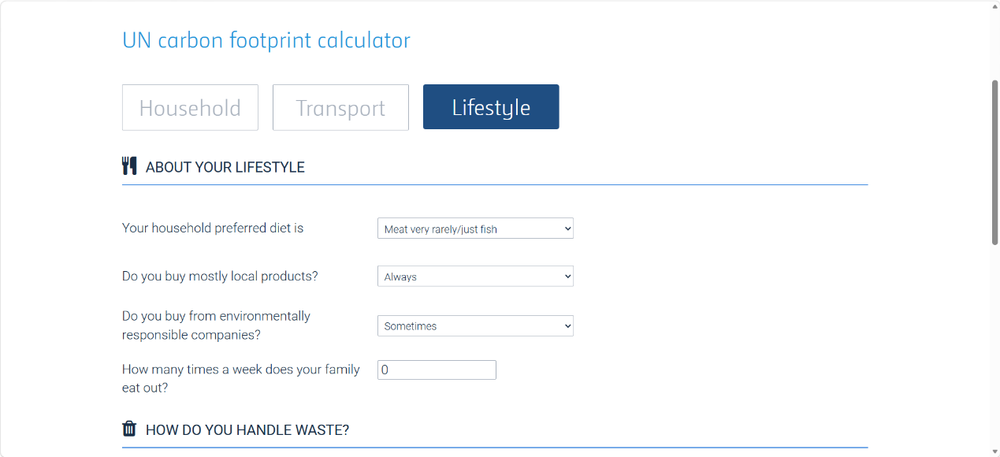 UN carbon footprint calculator
Household Transport Lifestyle
ABOUT YOUR LIFESTYLE
Your household preferred diet is Meat very rarely/just fish
Do you buy mostly local products? Always
Do you buy from environmentally
responsible companies? Sometimes
How many times a week does your family 0
eat out?
HOW DO YOU HANDLE WASTE?